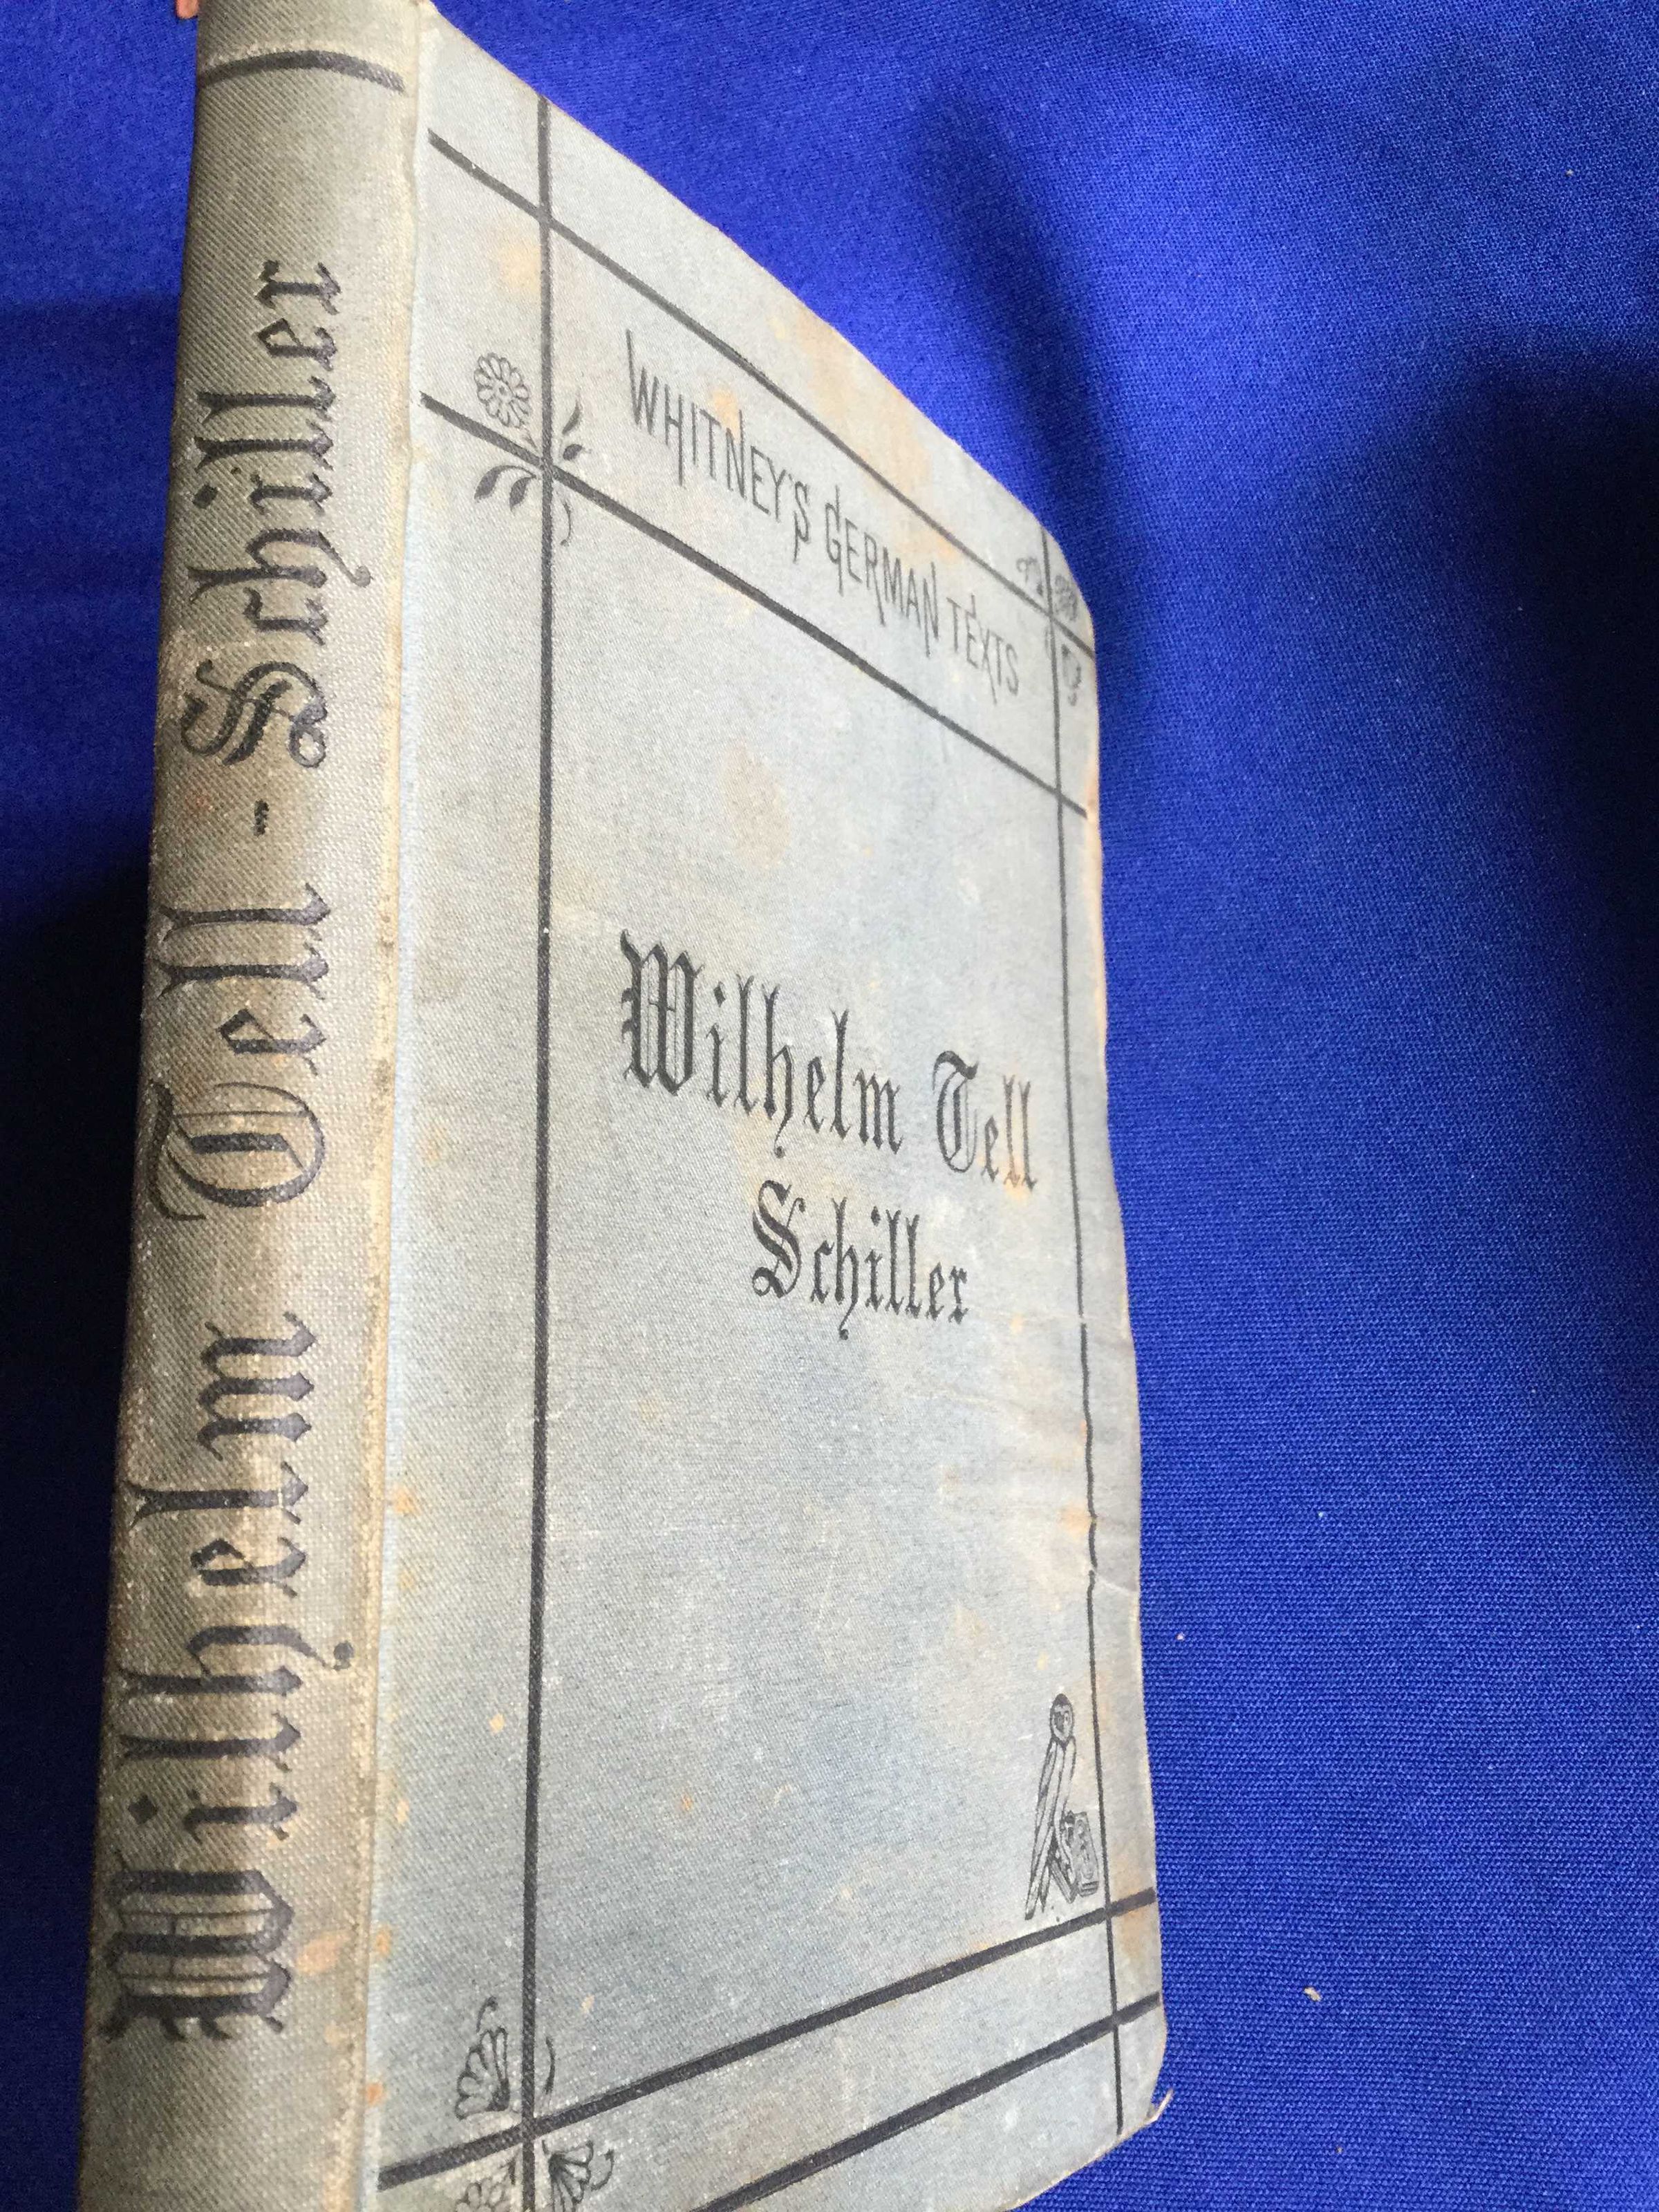 Wilhelm Tell - Schiller
WHITNEY'S GERMAN TEXTS
Wilhelm Tell
Schiller